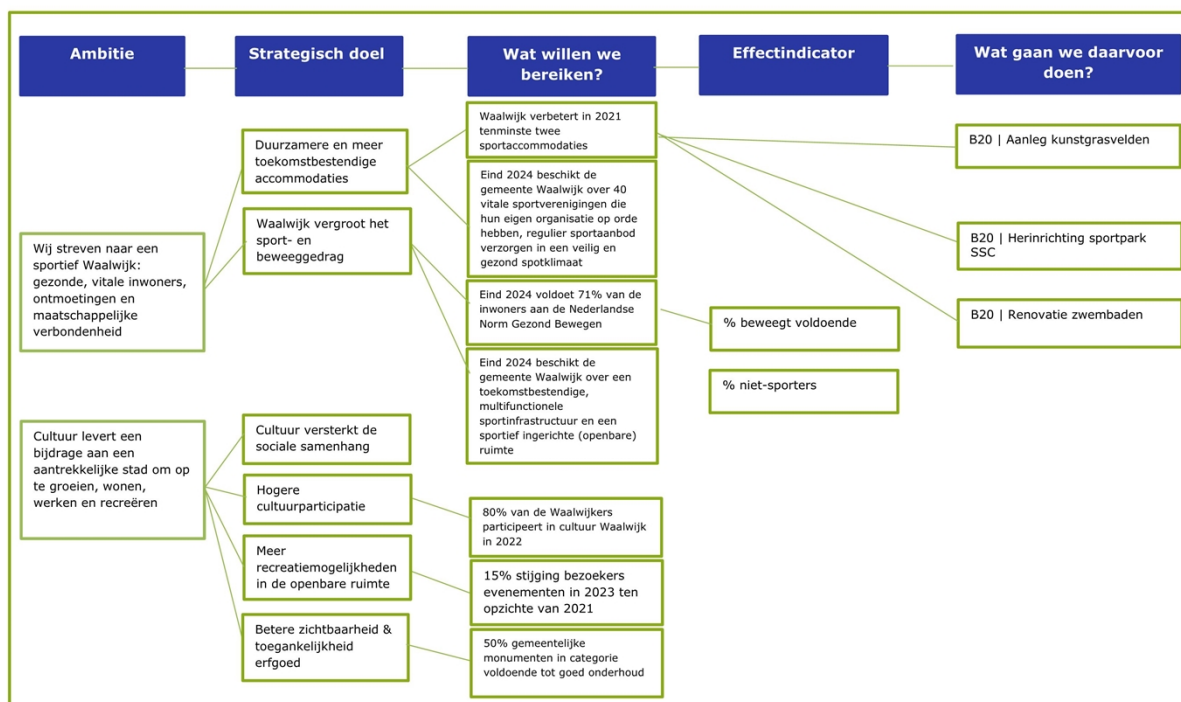 Ambitie
Strategisch doel
Wat willen we
bereiken?
Effectindicator
Wat gaan we daarvoor
doen?
Wij streven naar een
sportief Waalwijk:
gezonde, vitale inwoners,
ontmoetingen en
maatschappelijke
verbondenheid
Cultuur levert een
bijdrage aan een
aantrekkelijke stad om op
te groeien, wonen,
werken en recreëren
Duurzamere en meer
toekomstbestendige
accommodaties
Waalwijk vergroot het
sport- en
beweeggedrag
Cultuur versterkt de
sociale samenhang
Hogere
cultuurparticipatie
Meer
recreatiemogelijkheden
in de openbare ruimte
Betere zichtbaarheid &
toegankelijkheid
erfgoed
Waalwijk verbetert in 2021
tenminste twee
sportaccommodaties
Eind 2024 beschikt de
gemeente Waalwijk over 40
vitale sportverenigingen die
hun eigen organisatie op orde
hebben, regulier sportaanbod
verzorgen in een veilig en
gezond spotklimaat
Eind 2024 voldoet 71% van de
inwoners aan de Nederlandse
Norm Gezond Bewegen
Eind 2024 beschikt de
gemeente Waalwijk over een
toekomstbestendige,
multifunctionele
sportinfrastructuur en een
sportief ingerichte (openbare)
ruimte
80% van de Waalwijkers
participeert in cultuur Waalwijk
in 2022
15% stijging bezoekers
evenementen in 2023 ten
opzichte van 2021
50% gemeentelijke
monumenten in categorie
voldoende tot goed onderhoud
% beweegt voldoende
% niet-sporters
B20 | Aanleg kunstgrasvelden
B20 | Herinrichting sportpark
SSC
B20 | Renovatie zwembaden